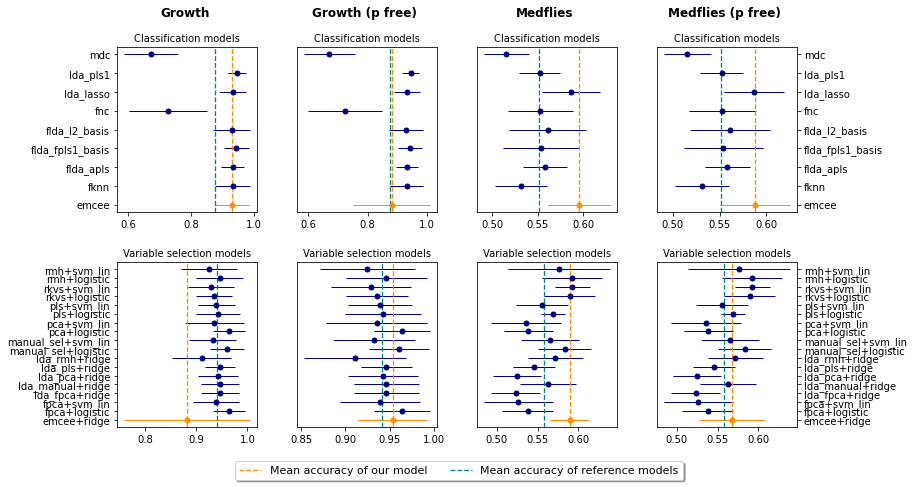 Growth
Growth (p free)
Medflies
Medflies (p free)
Classification models
Classification models
Classification models
Classification models
mdc
lda_pls1
lda_lasso
fnc
flda_l2_basis
flda_fpls1_basis
flda_apls
fknn
emcee
mdc
lda_pls1
lda_lasso
fnc
flda_l2_basis
flda_fpls1_basis
flda_apls
fknn
emcee
0.6 0.8 1.0
0.6 0.8 1.0
0.50 0.55 0.60
0.50 0.55 0.60
Variable selection models
Variable selection models
Variable selection models
Variable selection models
rmh+svm_lin
rmh+logistic
rkvs+svm_lin
rkvs+logistic
pls+svm_lin
pls+logistic
pca+svm_lin
pca+logistic
manual_sel+svm_lin
manual_sel+logistic
lda_rmh+ridge
lda_pls+ridge
lda_pca+ridge
lda_manual+ridge
lda_fpca+ridge
fpca+svm_lin
fpca+logistic
emcee+ridge
rmh+svm_lin
rmh+logistic
rkvs+svm_lin
rkvs+logistic
pls+svm_lin
pls+logistic
pca+svm_lin
pca+logistic
manual_sel+svm_lin
manual_sel+logistic
lda_rmh+ridge
lda_pls+ridge
lda_pca+ridge
lda_manual+ridge
lda_fpca+ridge
fpca+svm_lin
fpca+logistic
emcee+ridge
0.8 0.9 1.0
0.85 0.90 0.95 1.00
0.50 0.55 0.60
0.50 0.55 0.60
Mean accuracy of our model
Mean accuracy of reference models